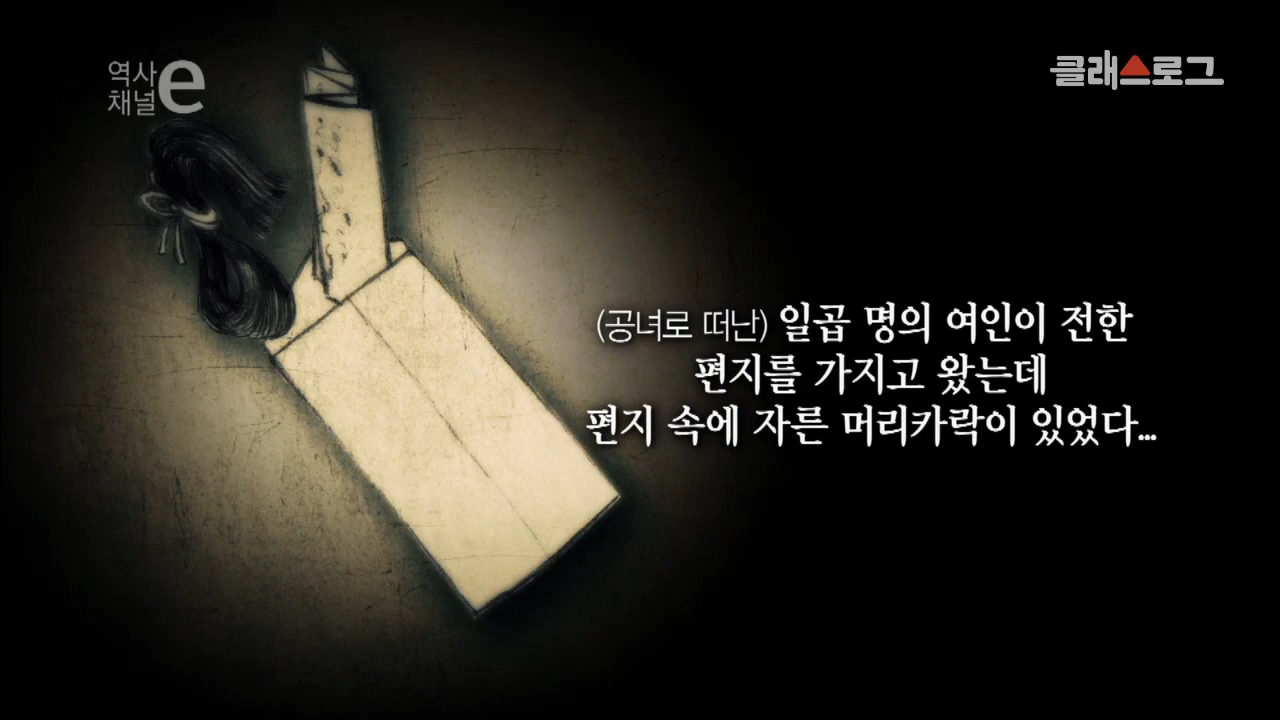 역사
채널e
클래스로그
(공녀로 떠난) 일곱 명의 여인이 전한
편지를 가지고 왔는데
편지 속에 자른 머리카락이 있었다...